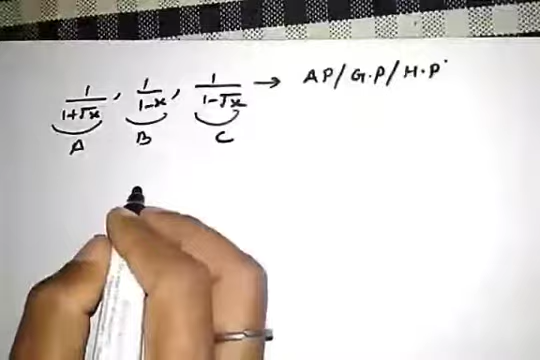 1/(1+√x) , 1/(1-x) , 1/(1-√x) → AP/G.P/H.P
A B C